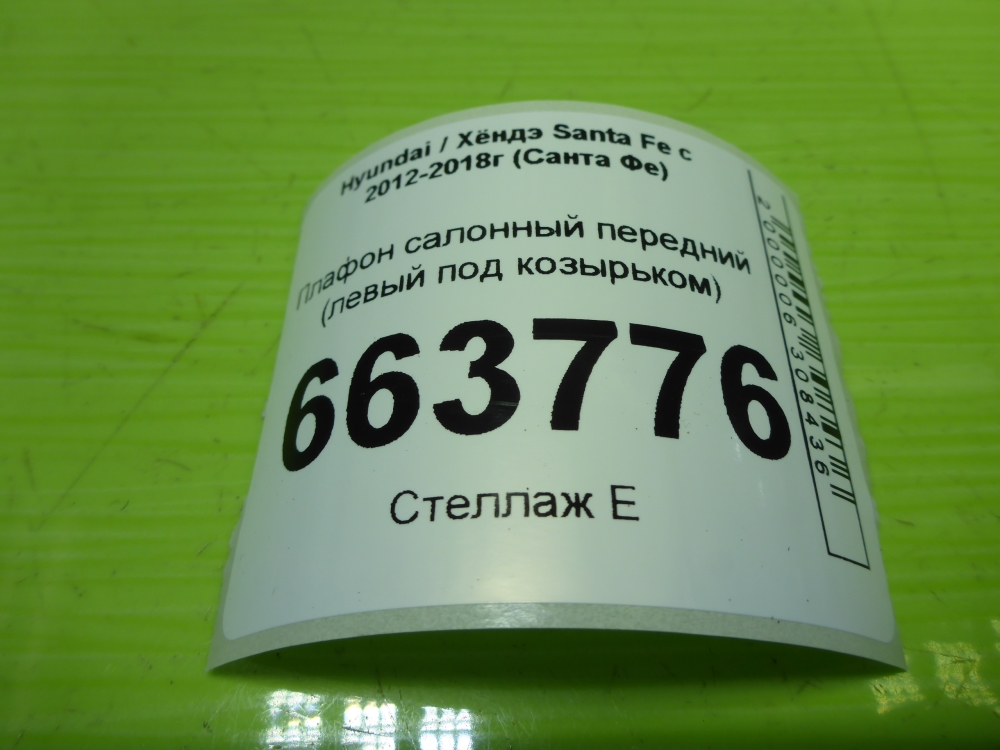 Hyundai / Хёндэ Santa Fe с
2012-2018г (Санта Фе)
Плафон салонный передний
(левый под козырьком)
663776
Стеллаж Е
2000006308436